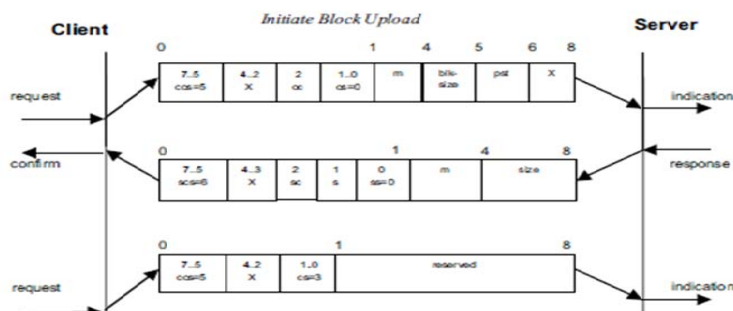 Initiate Block Upload
Client
Server
0 1 4 5 6 8
7..5 4..2 2 1..0 m blk- pst X
ccs=5 X cc cs=0 size
request
indication
0 1 4 8
7..5 4..3 2 1 0 m size
scs=6 X sc s ss=0
confirm
response
0 1 8
7..5 4..2 1..0 reserved
ccs=5 X cs=3
request
indication